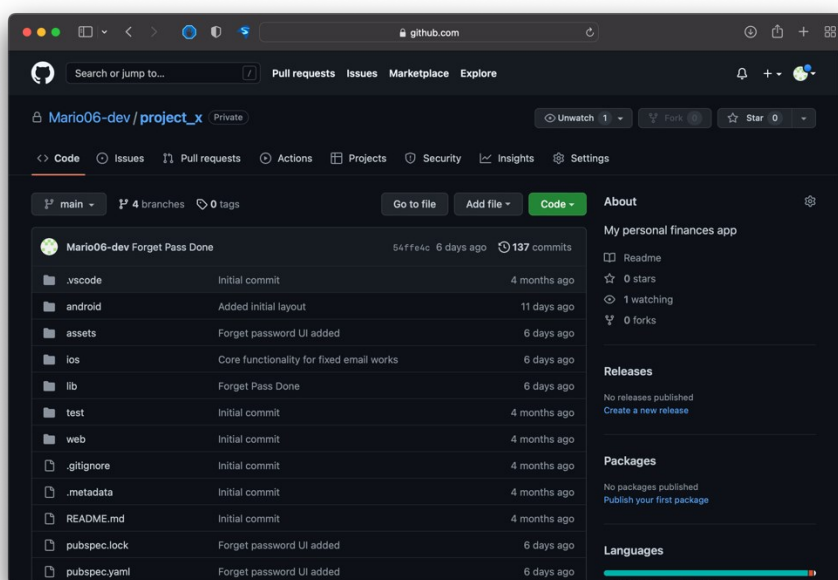 github.com
Search or jump to... / Pull requests Issues Marketplace Explore
Mario06-dev / project_x Private
Unwatch 1 Fork 0 Star 0
Code Issues Pull requests Actions Projects Security Insights Settings
main 4 branches 0 tags Go to file Add file Code
Mario06-dev Forget Pass Done 54ffe4c 6 days ago 137 commits
.vscode Initial commit 4 months ago
android Added initial layout 11 days ago
assets Forget password UI added 6 days ago
ios Core functionality for fixed email works 6 days ago
lib Forget Pass Done 6 days ago
test Initial commit 4 months ago
web Initial commit 4 months ago
.gitignore Initial commit 4 months ago
.metadata Initial commit 4 months ago
README.md Initial commit 4 months ago
pubspec.lock Forget password UI added 6 days ago
pubspec.yaml Forget password UI added 6 days ago
About
My personal finances app
Readme
0 stars
1 watching
0 forks
Releases
No releases published
Create a new release
Packages
No packages published
Publish your first package
Languages